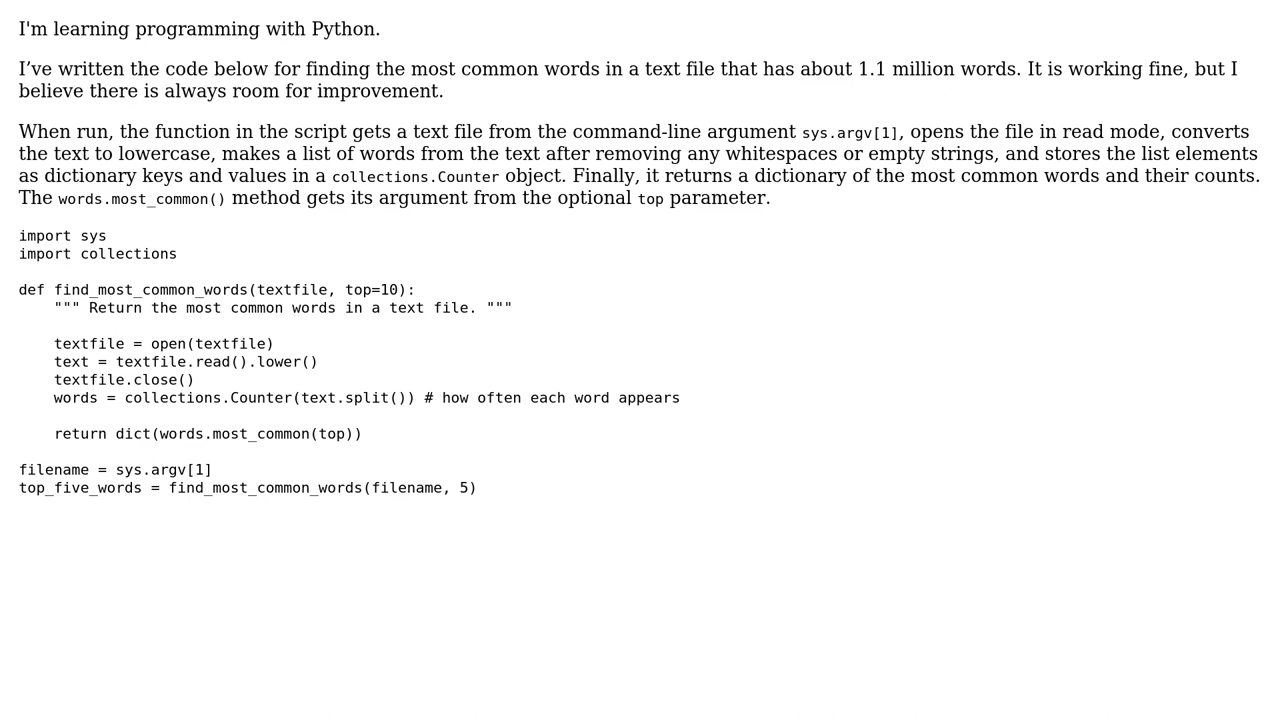 I'm learning programming with Python.
I’ve written the code below for finding the most common words in a text file that has about 1.1 million words. It is working fine, but I
believe there is always room for improvement.
When run, the function in the script gets a text file from the command-line argument sys.argv[1], opens the file in read mode, converts
the text to lowercase, makes a list of words from the text after removing any whitespaces or empty strings, and stores the list elements
as dictionary keys and values in a collections.Counter object. Finally, it returns a dictionary of the most common words and their counts.
The words.most_common() method gets its argument from the optional top parameter.
import sys
import collections
def find_most_common_words(textfile, top=10):
    """ Return the most common words in a text file. """
    textfile = open(textfile)
    text = textfile.read().lower()
    textfile.close()
    words = collections.Counter(text.split()) # how often each word appears
    return dict(words.most_common(top))
filename = sys.argv[1]
top_five_words = find_most_common_words(filename, 5)